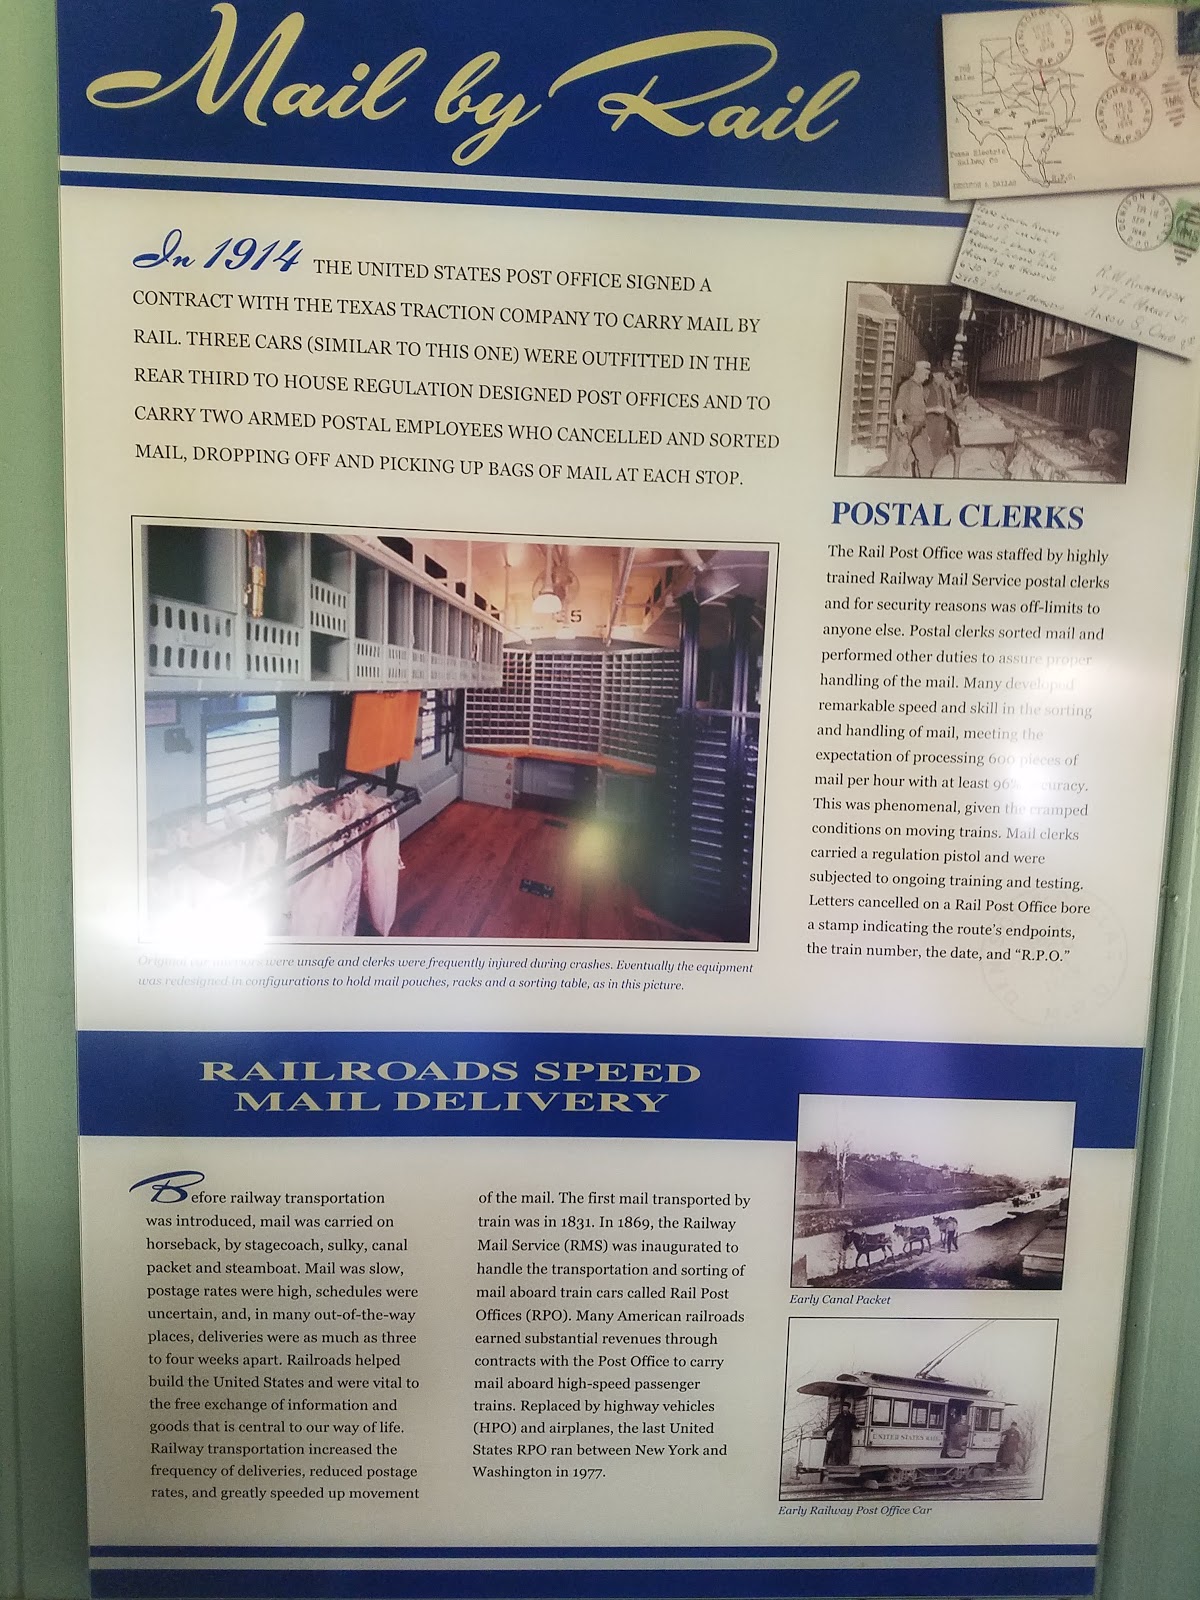 Mail by Rail
In 1914 THE UNITED STATES POST OFFICE SIGNED A
CONTRACT WITH THE TEXAS TRACTION COMPANY TO CARRY MAIL BY
RAIL. THREE CARS (SIMILAR TO THIS ONE) WERE OUTFITTED IN THE
REAR THIRD TO HOUSE REGULATION DESIGNED POST OFFICES AND TO
CARRY TWO ARMED POSTAL EMPLOYEES WHO CANCELLED AND SORTED
MAIL, DROPPING OFF AND PICKING UP BAGS OF MAIL AT EACH STOP.
Texas Electric
Railway Co
DENISON & DALLAS
R.P.O.
DENISON & DALLAS
R.P.O.
R.W. RICHARDSON
477 E. MARKET ST.
AKRON 5, OHIO
35
were unsafe and clerks were frequently injured during crashes. Eventually the equipment
was redesigned in configurations to hold mail pouches, racks and a sorting table, as in this picture.
POSTAL CLERKS
The Rail Post Office was staffed by highly
trained Railway Mail Service postal clerks
and for security reasons was off-limits to
anyone else. Postal clerks sorted mail and
performed other duties to assure proper
handling of the mail. Many developed
remarkable speed and skill in the sorting
and handling of mail, meeting the
expectation of processing 600 pieces of
mail per hour with at least 96% accuracy.
This was phenomenal, given the cramped
conditions on moving trains. Mail clerks
carried a regulation pistol and were
subjected to ongoing training and testing.
Letters cancelled on a Rail Post Office bore
a stamp indicating the route's endpoints,
the train number, the date, and "R.P.O."
RAILROADS SPEED
MAIL DELIVERY
Before railway transportation
was introduced, mail was carried on
horseback, by stagecoach, sulky, canal
packet and steamboat. Mail was slow,
postage rates were high, schedules were
uncertain, and, in many out-of-the-way
places, deliveries were as much as three
to four weeks apart. Railroads helped
build the United States and were vital to
the free exchange of information and
goods that is central to our way of life.
Railway transportation increased the
frequency of deliveries, reduced postage
rates, and greatly speeded up movement
of the mail. The first mail transported by
train was in 1831. In 1869, the Railway
Mail Service (RMS) was inaugurated to
handle the transportation and sorting of
mail aboard train cars called Rail Post
Offices (RPO). Many American railroads
earned substantial revenues through
contracts with the Post Office to carry
mail aboard high-speed passenger
trains. Replaced by highway vehicles
(HPO) and airplanes, the last United
States RPO ran between New York and
Washington in 1977.
Early Canal Packet
UNITED STATES MAIL
Early Railway Post Office Car